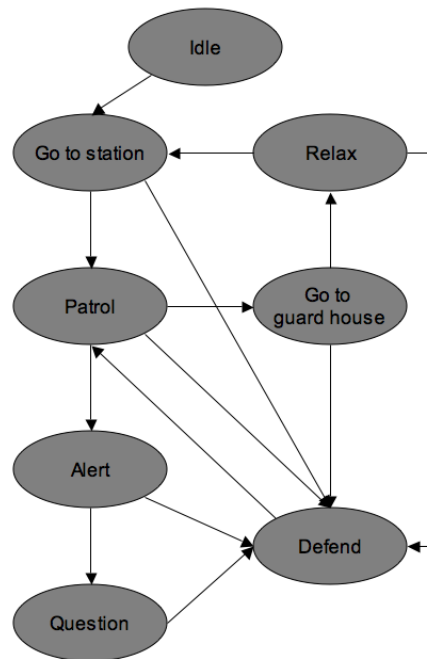 Idle
Go to station
Relax
Patrol
Go to
guard house
Alert
Defend
Question